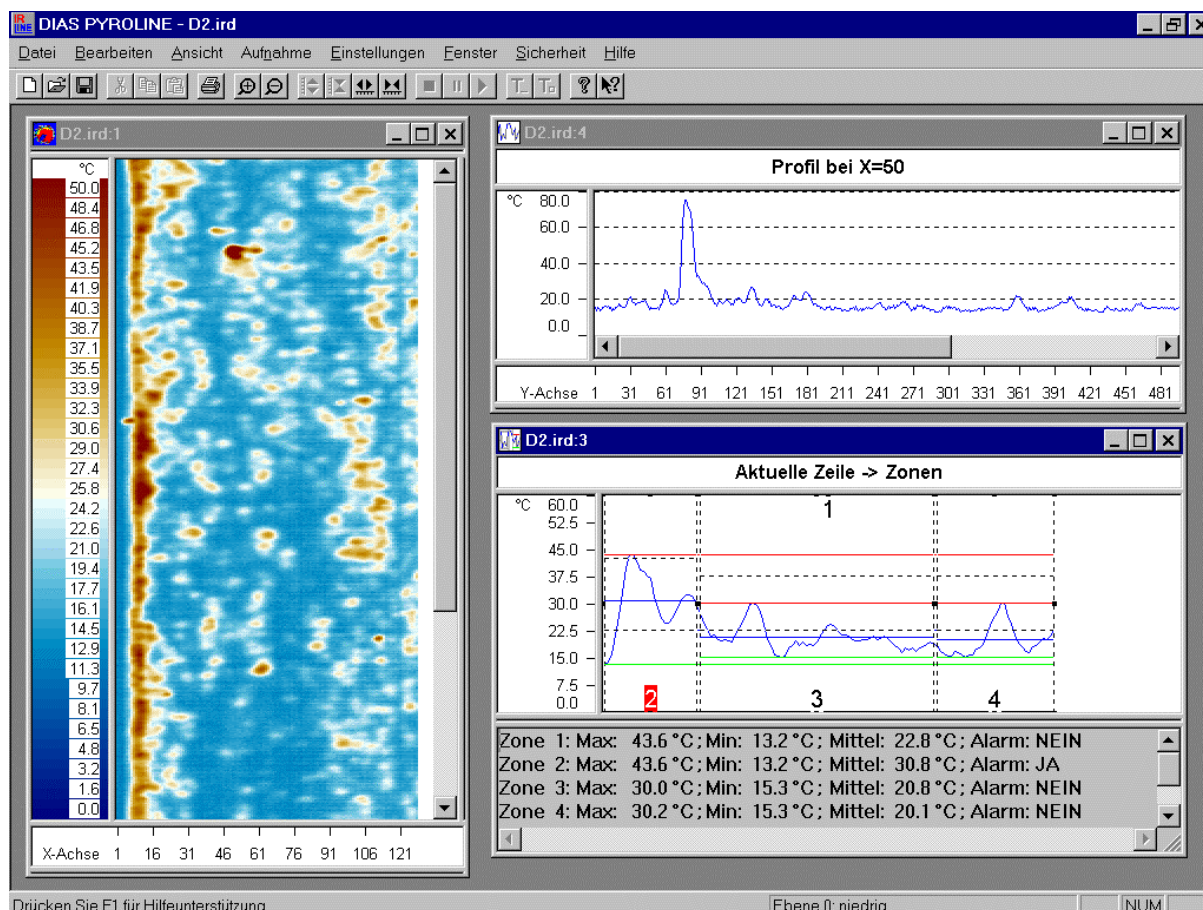 IR LINE DIAS PYROLINE - D2.ird
Datei Bearbeiten Ansicht Aufnahme Einstellungen Fenster Sicherheit Hilfe
D2.ird:1
°C
50.0
48.4
46.8
45.2
43.5
41.9
40.3
38.7
37.1
35.5
33.9
32.3
30.6
29.0
27.4
25.8
24.2
22.6
21.0
19.4
17.7
16.1
14.5
12.9
11.3
9.7
8.1
6.5
4.8
3.2
1.6
0.0
X-Achse 1 16 31 46 61 76 91 106 121
D2.ird:4
Profil bei X=50
°C 80.0
60.0
40.0
20.0
0.0
Y-Achse 1 31 61 91 121 151 181 211 241 271 301 331 361 391 421 451 481
D2.ird:3
Aktuelle Zeile -> Zonen
°C 60.0
52.5
45.0
37.5
30.0
22.5
15.0
7.5
0.0
1
2 3 4
Zone 1: Max: 43.6 °C; Min: 13.2 °C; Mittel: 22.8 °C; Alarm: NEIN
Zone 2: Max: 43.6 °C; Min: 13.2 °C; Mittel: 30.8 °C; Alarm: JA
Zone 3: Max: 30.0 °C; Min: 15.3 °C; Mittel: 20.8 °C; Alarm: NEIN
Zone 4: Max: 30.2 °C; Min: 15.3 °C; Mittel: 20.1 °C; Alarm: NEIN
Drücken Sie F1 für Hilfeunterstützung Ebene 0: niedrig NUM